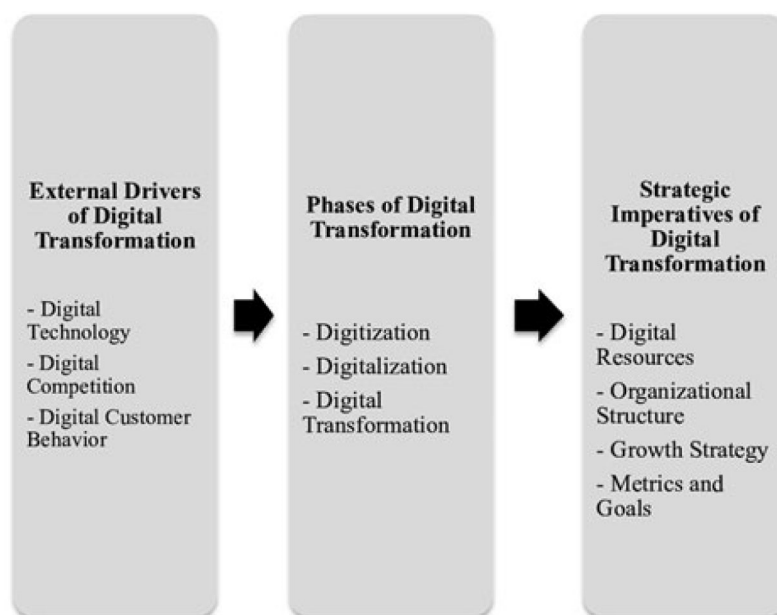 External Drivers
of Digital
Transformation
- Digital
Technology
- Digital
Competition
- Digital Customer
Behavior
Phases of Digital
Transformation
- Digitization
- Digitalization
- Digital
Transformation
Strategic
Imperatives of
Digital
Transformation
- Digital
Resources
- Organizational
Structure
- Growth Strategy
- Metrics and
Goals